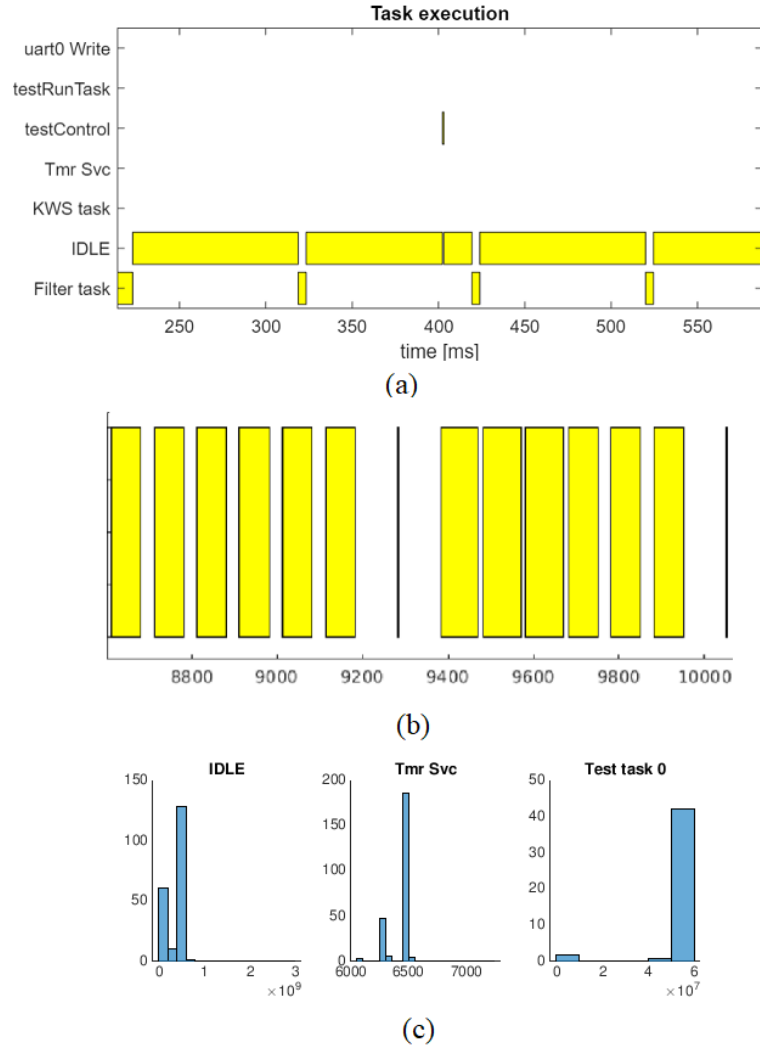 Task execution
uart0 Write
testRunTask
testControl
Tmr Svc
KWS task
IDLE
Filter task
250 300 350 400 450 500 550
time [ms]
(a)
8800 9000 9200 9400 9600 9800 10000
(b)
IDLE Tmr Svc Test task 0
150 200 50
100 150 40
50 100 30
0 50 20
0 10
0
0 1 2 3 6000 6500 7000 0 2 4 6
×10⁹ ×10⁷
(c)